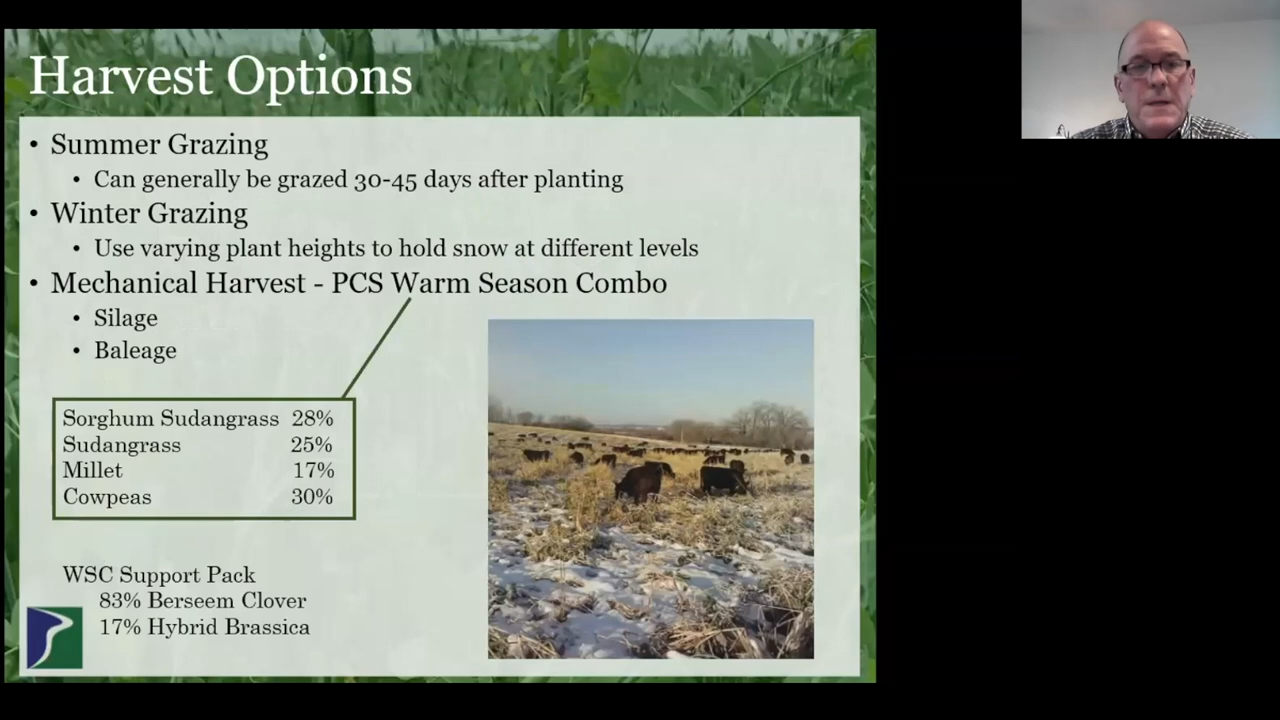 Harvest Options
• Summer Grazing
• Can generally be grazed 30-45 days after planting
• Winter Grazing
• Use varying plant heights to hold snow at different levels
• Mechanical Harvest - PCS Warm Season Combo
• Silage
• Baleage
Sorghum Sudangrass 28%
Sudangrass 25%
Millet 17%
Cowpeas 30%
WSC Support Pack
83% Berseem Clover
17% Hybrid Brassica